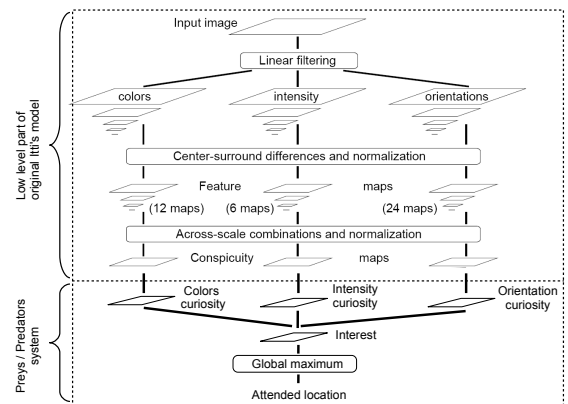 Input image
Linear filtering
colors intensity orientations
Center-surround differences and normalization
Feature maps
(12 maps) (6 maps) (24 maps)
Across-scale combinations and normalization
Conspicuity maps
Colors
curiosity
Intensity
curiosity
Orientation
curiosity
Interest
Global maximum
Attended location
Low level part of
original Itti's model
Preys / Predators
system